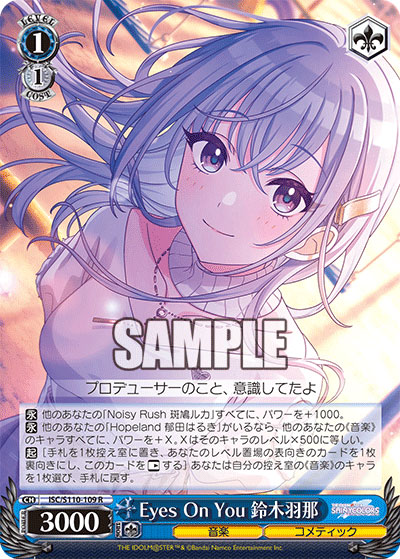 LEVEL
1
1
COST
SAMPLE
プロデューサーのこと、意識してたよ
永 他のあなたの「Noisy Rush 斑鳩ルカ」すべてに、パワーを+1000。
永 他のあなたの「Hopeland 郁田はるき」がいるなら、他のあなたの《音楽》
のキャラすべてに、パワーを+X。Xはそのキャラのレベル×500に等しい。
起 [手札を1枚控え室に置き、あなたのレベル置場の表向きのカードを1枚
裏向きにし、このカードを する] あなたは自分の控え室の《音楽》のキャラ
を1枚選び、手札に戻す。
CH ISC/S110-109 R
POWER
3000
Eyes On You 鈴木羽那
音楽
コメティック
SHINYCOLORS
THE IDOLM@STER™& ©Bandai Namco Entertainment Inc.